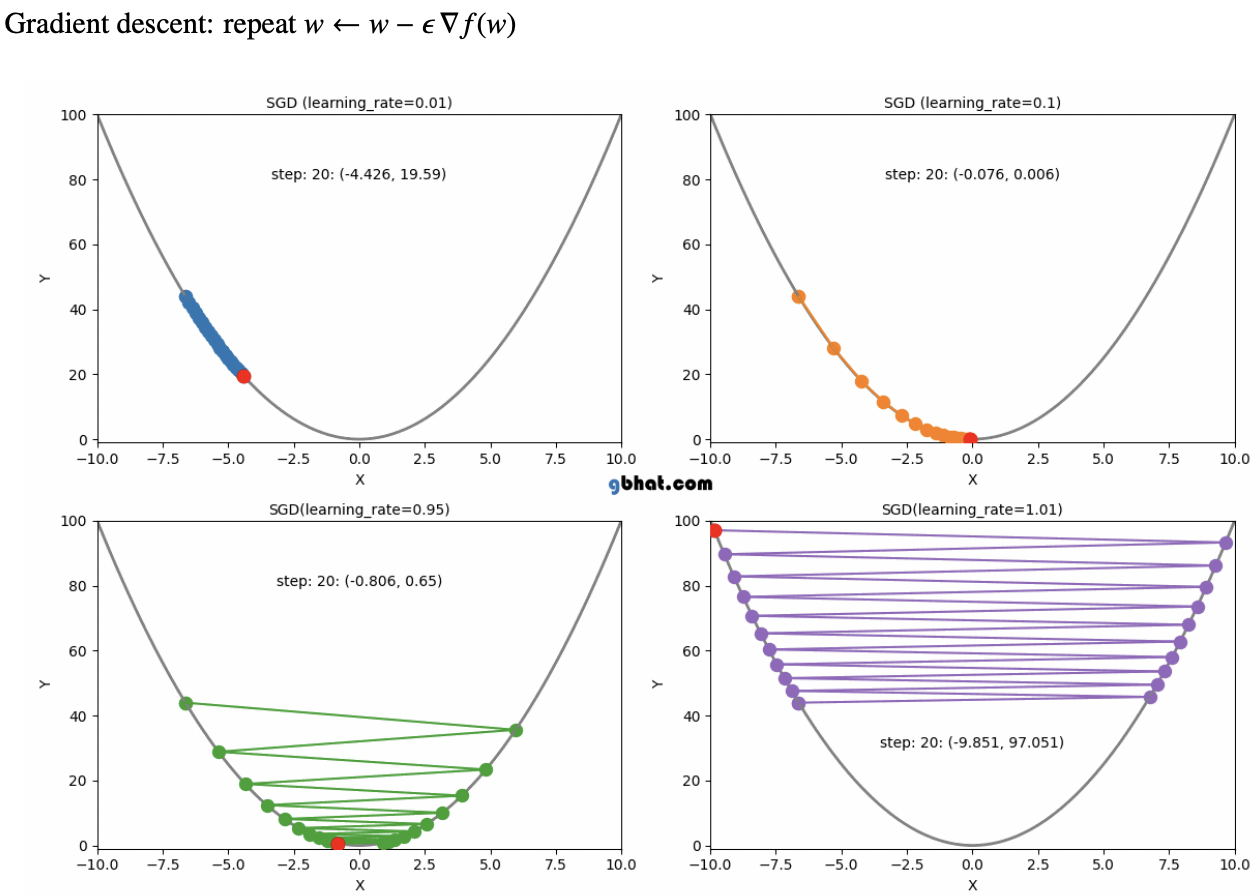 Gradient descent: repeat w ← w − ϵ ∇f(w)
SGD (learning_rate=0.01)
100
80
60
40
20
0
Y
step: 20: (-4.426, 19.59)
−10.0 −7.5 −5.0 −2.5 0.0 2.5 5.0 7.5 10.0
X
SGD (learning_rate=0.1)
100
80
60
40
20
0
Y
step: 20: (-0.076, 0.006)
−10.0 −7.5 −5.0 −2.5 0.0 2.5 5.0 7.5 10.0
X
gbhat.com
SGD(learning_rate=0.95)
100
80
60
40
20
0
Y
step: 20: (-0.806, 0.65)
−10.0 −7.5 −5.0 −2.5 0.0 2.5 5.0 7.5 10.0
X
SGD(learning_rate=1.01)
100
80
60
40
20
0
Y
step: 20: (-9.851, 97.051)
−10.0 −7.5 −5.0 −2.5 0.0 2.5 5.0 7.5 10.0
X